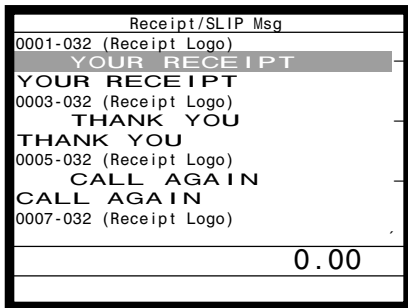 Receipt/SLIP Msg
0001-032 (Receipt Logo)
YOUR RECEIPT
YOUR RECEIPT
0003-032 (Receipt Logo)
THANK YOU
THANK YOU
0005-032 (Receipt Logo)
CALL AGAIN
CALL AGAIN
0007-032 (Receipt Logo)
0.00